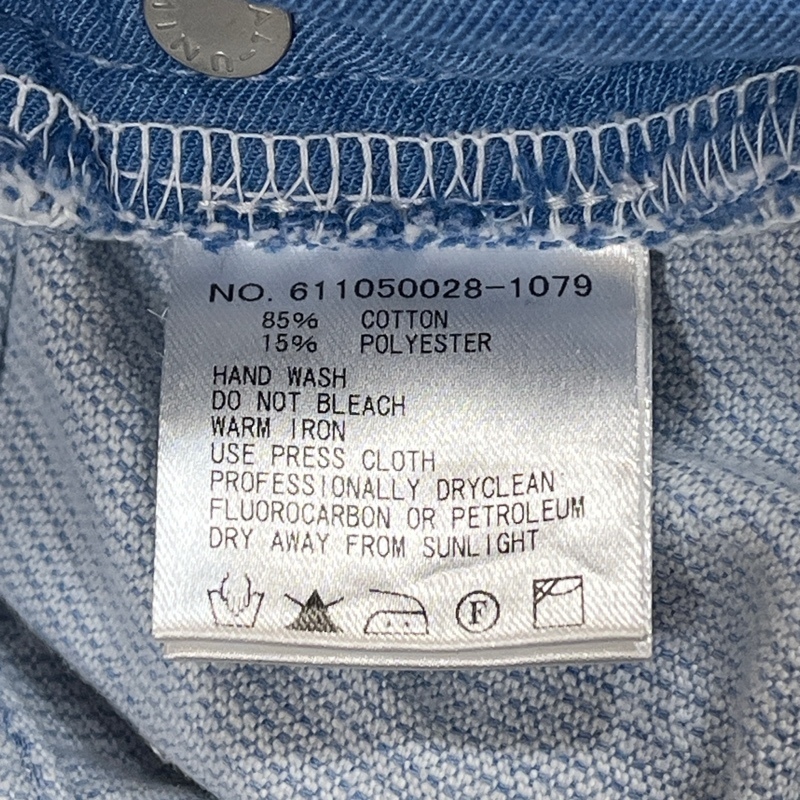 NO. 611050028-1079
85% COTTON
15% POLYESTER
HAND WASH
DO NOT BLEACH
WARM IRON
USE PRESS CLOTH
PROFESSIONALLY DRYCLEAN:
FLUOROCARBON OR PETROLEUM
DRY AWAY FROM SUNLIGHT
F